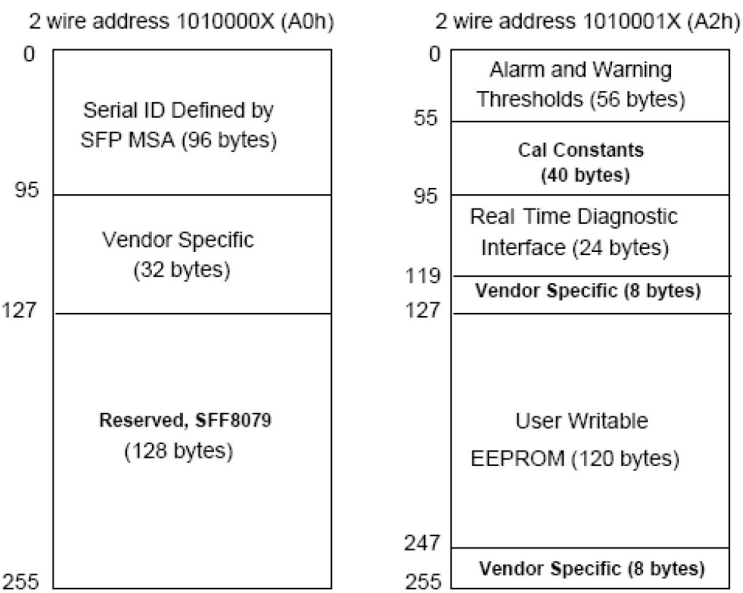 2 wire address 1010000X (A0h)
0
Serial ID Defined by
SFP MSA (96 bytes)
95
Vendor Specific
(32 bytes)
127
Reserved, SFF8079
(128 bytes)
255
2 wire address 1010001X (A2h)
0
Alarm and Warning
Thresholds (56 bytes)
55
Cal Constants
(40 bytes)
95
Real Time Diagnostic
Interface (24 bytes)
119
Vendor Specific (8 bytes)
127
User Writable
EEPROM (120 bytes)
247
Vendor Specific (8 bytes)
255